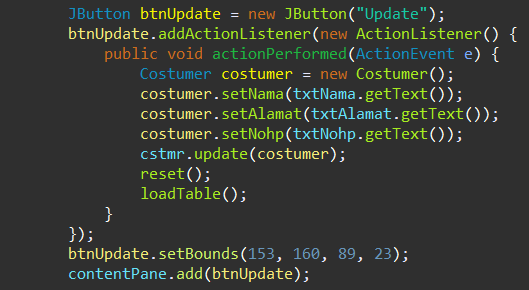 JButton btnUpdate = new JButton("Update");
btnUpdate.addActionListener(new ActionListener() {
public void actionPerformed(ActionEvent e) {
Costumer costumer = new Costumer();
costumer.setNama(txtNama.getText());
costumer.setAlamat(txtAlamat.getText());
costumer.setNohp(txtNohp.getText());
cstmr.update(costumer);
reset();
loadTable();
}
});
btnUpdate.setBounds(153, 160, 89, 23);
contentPane.add(btnUpdate);